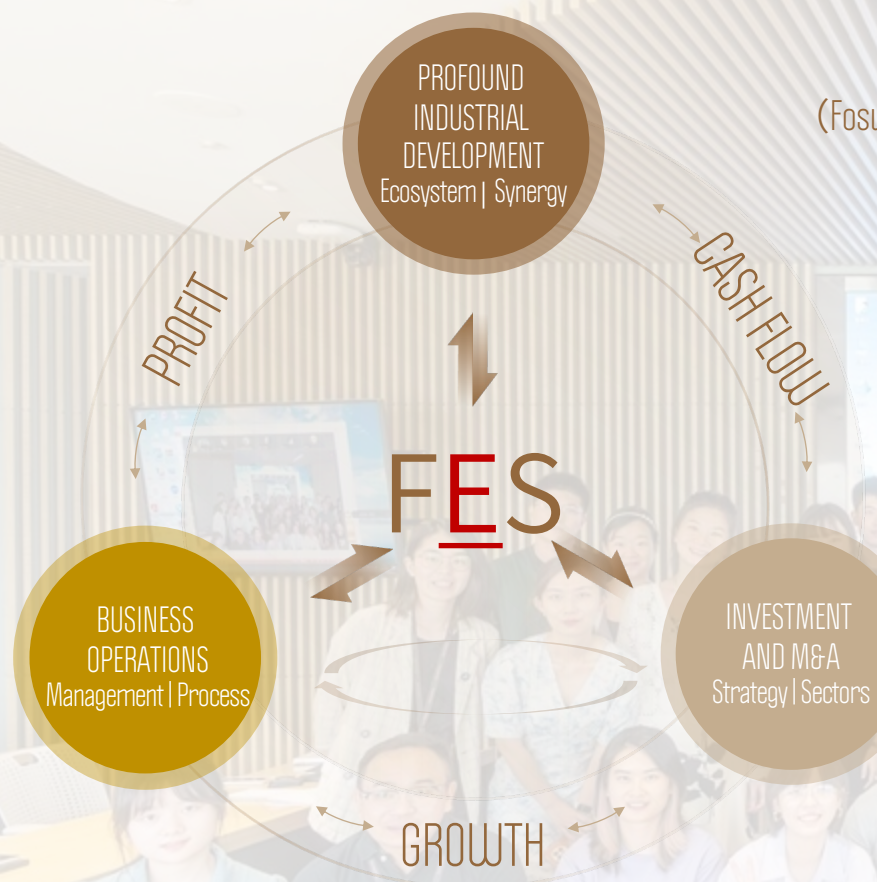 PROFOUND
INDUSTRIAL
DEVELOPMENT
Ecosystem | Synergy
(Fosu
PROFIT
CASH FLOW
FES
BUSINESS
OPERATIONS
Management | Process
INVESTMENT
AND M&A
Strategy | Sectors
GROWTH